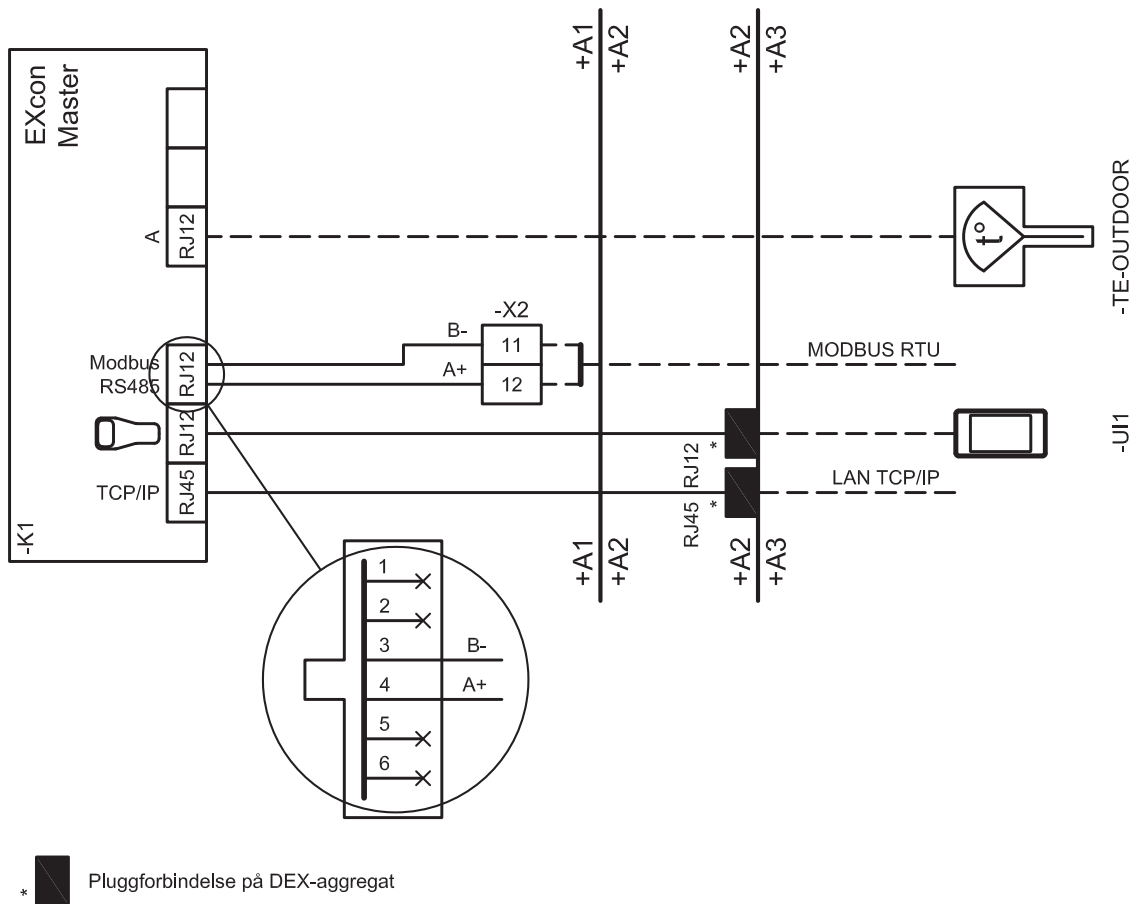 +A1
+A2
+A2
+A3
EXcon
Master
A
RJ12
-TE-OUTDOOR
t°
-X2
B-
11
A+
12
Modbus
RS485
RJ12
MODBUS RTU
RJ12
RJ12
*
-UI1
TCP/IP
RJ45
RJ45
*
LAN TCP/IP
-K1
+A1
+A2
+A2
+A3
1
2
3
B-
4
A+
5
6
*
Pluggforbindelse på DEX-aggregat